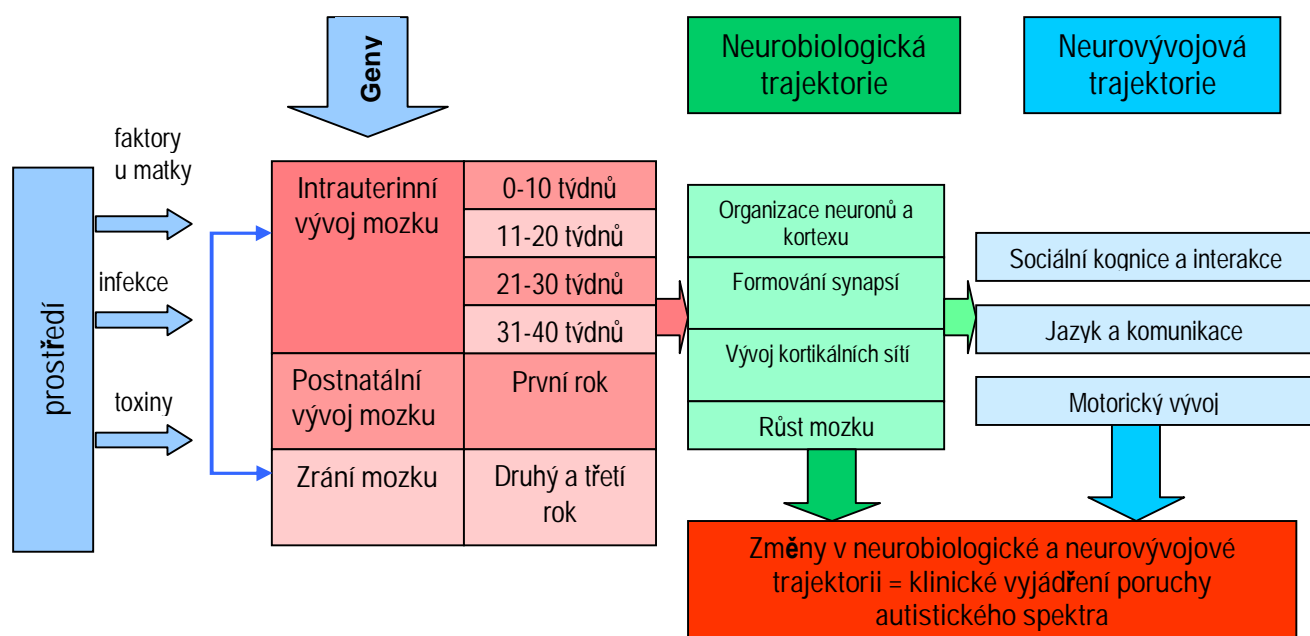 Geny
Neurobiologická
trajektorie
Neurovývojová
trajektorie
prostředí
faktory
u matky
infekce
toxiny
Intrauterinní
vývoj mozku
0-10 týdnů
11-20 týdnů
21-30 týdnů
31-40 týdnů
Postnatální
vývoj mozku
První rok
Zrání mozku
Druhý a třetí
rok
Organizace neuronů a
kortexu
Formování synapsí
Vývoj kortikálních sítí
Růst mozku
Sociální kognice a interakce
Jazyk a komunikace
Motorický vývoj
Změny v neurobiologické a neurovývojové
trajektorii = klinické vyjádření poruchy
autistického spektra